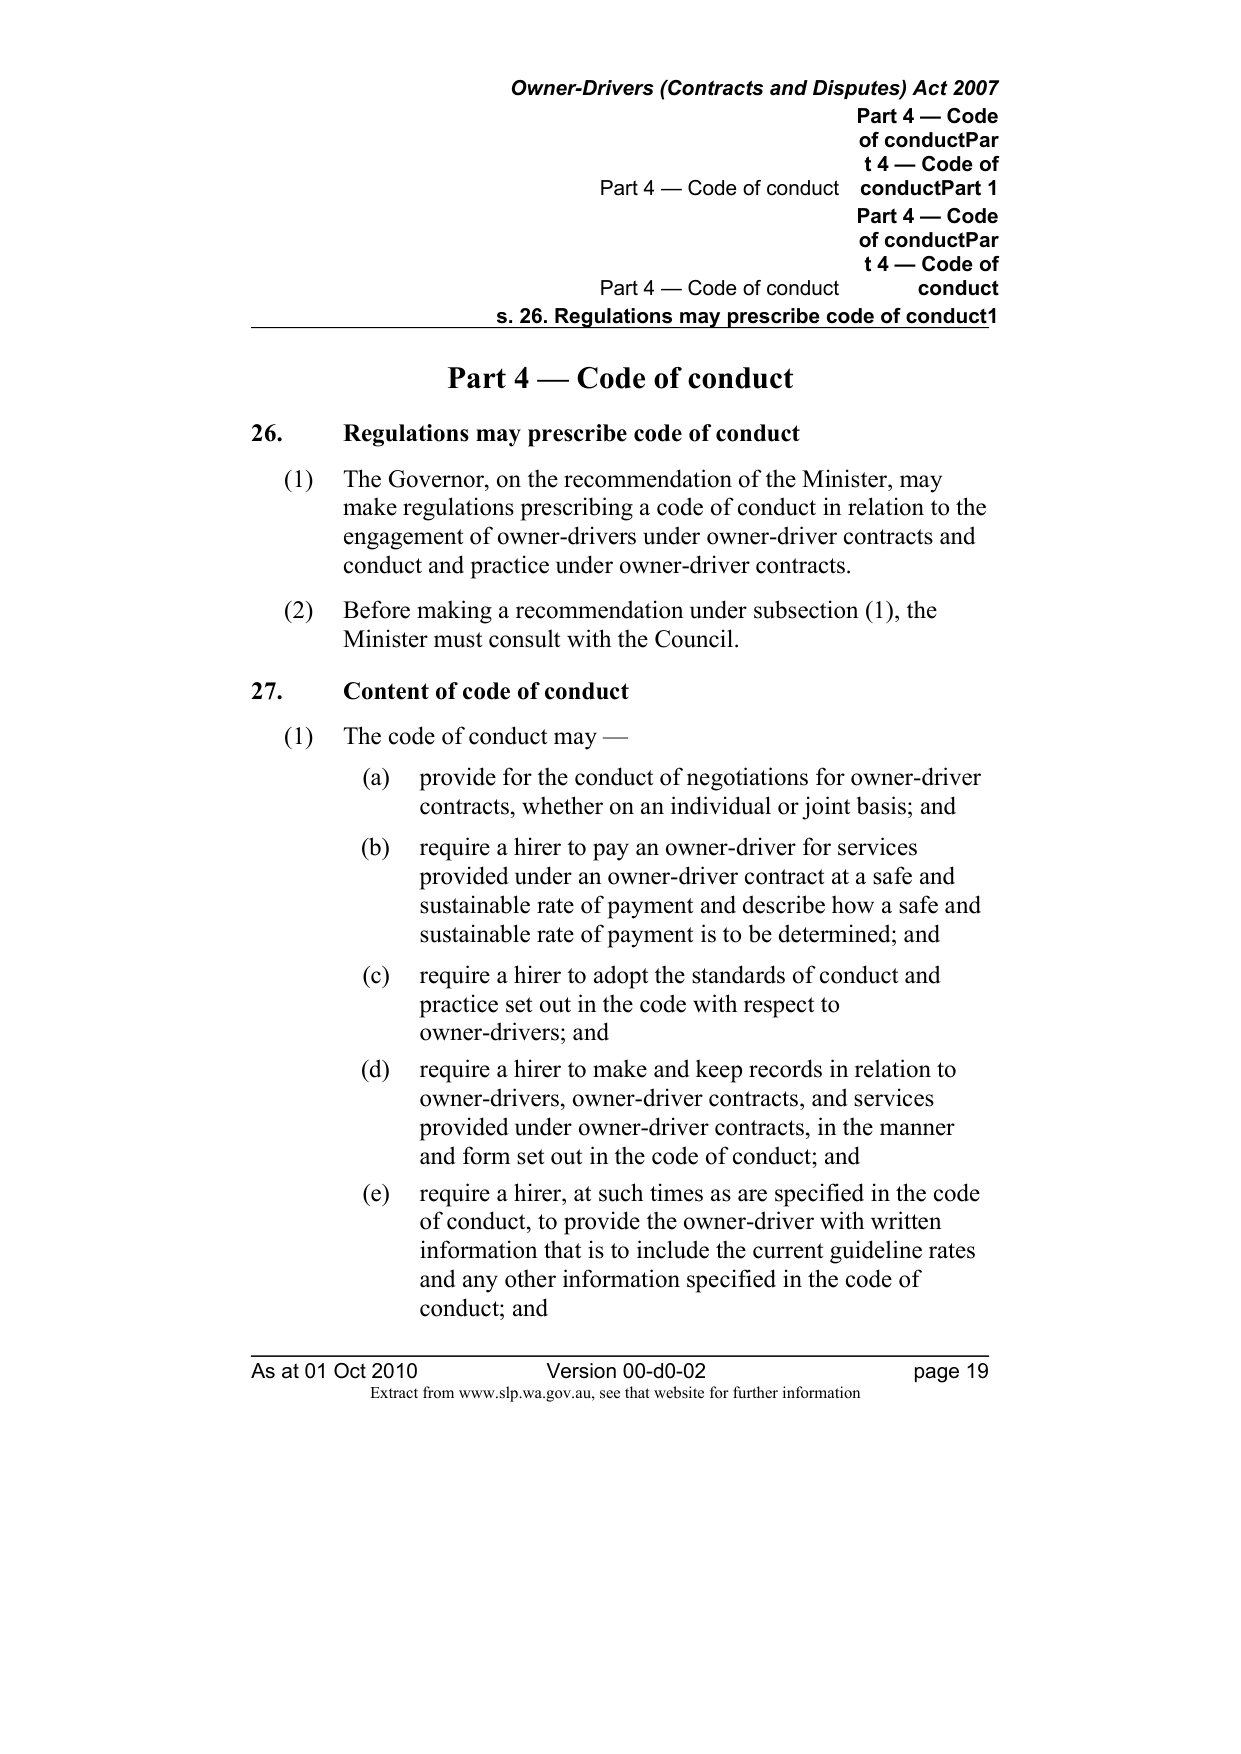 Owner-Drivers (Contracts and Disputes) Act 2007
Part 4 — Code
of conductPar
t 4 — Code of
Part 4 — Code of conduct conductPart 1
Part 4 — Code
of conductPar
t 4 — Code of
Part 4 — Code of conduct conduct
s. 26. Regulations may prescribe code of conduct1
Part 4 — Code of conduct
26. Regulations may prescribe code of conduct
(1) The Governor, on the recommendation of the Minister, may
make regulations prescribing a code of conduct in relation to the
engagement of owner-drivers under owner-driver contracts and
conduct and practice under owner-driver contracts.
(2) Before making a recommendation under subsection (1), the
Minister must consult with the Council.
27. Content of code of conduct
(1) The code of conduct may —
(a) provide for the conduct of negotiations for owner-driver
contracts, whether on an individual or joint basis; and
(b) require a hirer to pay an owner-driver for services
provided under an owner-driver contract at a safe and
sustainable rate of payment and describe how a safe and
sustainable rate of payment is to be determined; and
(c) require a hirer to adopt the standards of conduct and
practice set out in the code with respect to
owner-drivers; and
(d) require a hirer to make and keep records in relation to
owner-drivers, owner-driver contracts, and services
provided under owner-driver contracts, in the manner
and form set out in the code of conduct; and
(e) require a hirer, at such times as are specified in the code
of conduct, to provide the owner-driver with written
information that is to include the current guideline rates
and any other information specified in the code of
conduct; and
As at 01 Oct 2010 Version 00-d0-02 page 19
Extract from www.slp.wa.gov.au, see that website for further information